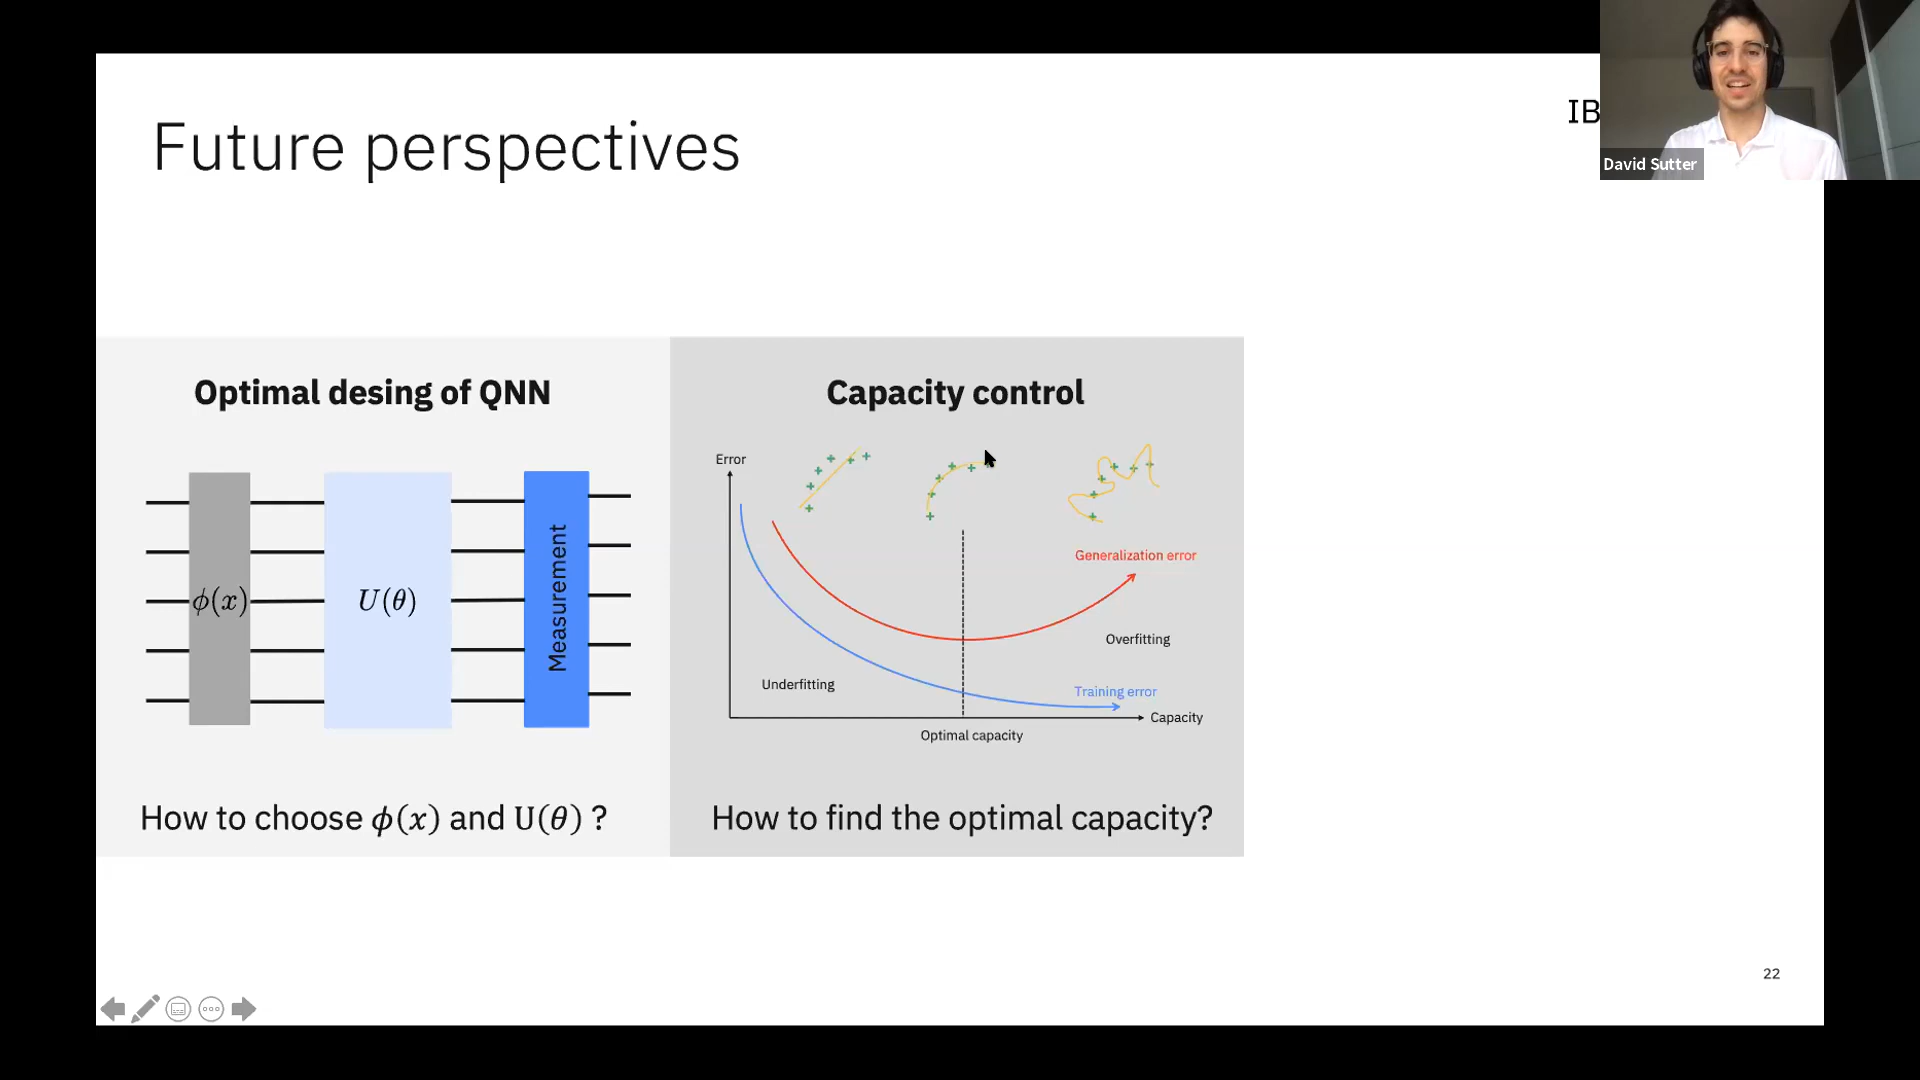 Future perspectives
IB
David Sutter
Optimal desing of QNN
ϕ(x)
U(θ)
Measurement
How to choose ϕ(x) and U(θ) ?
Capacity control
Error
Generalization error
Overfitting
Underfitting
Training error
Capacity
Optimal capacity
How to find the optimal capacity?
22